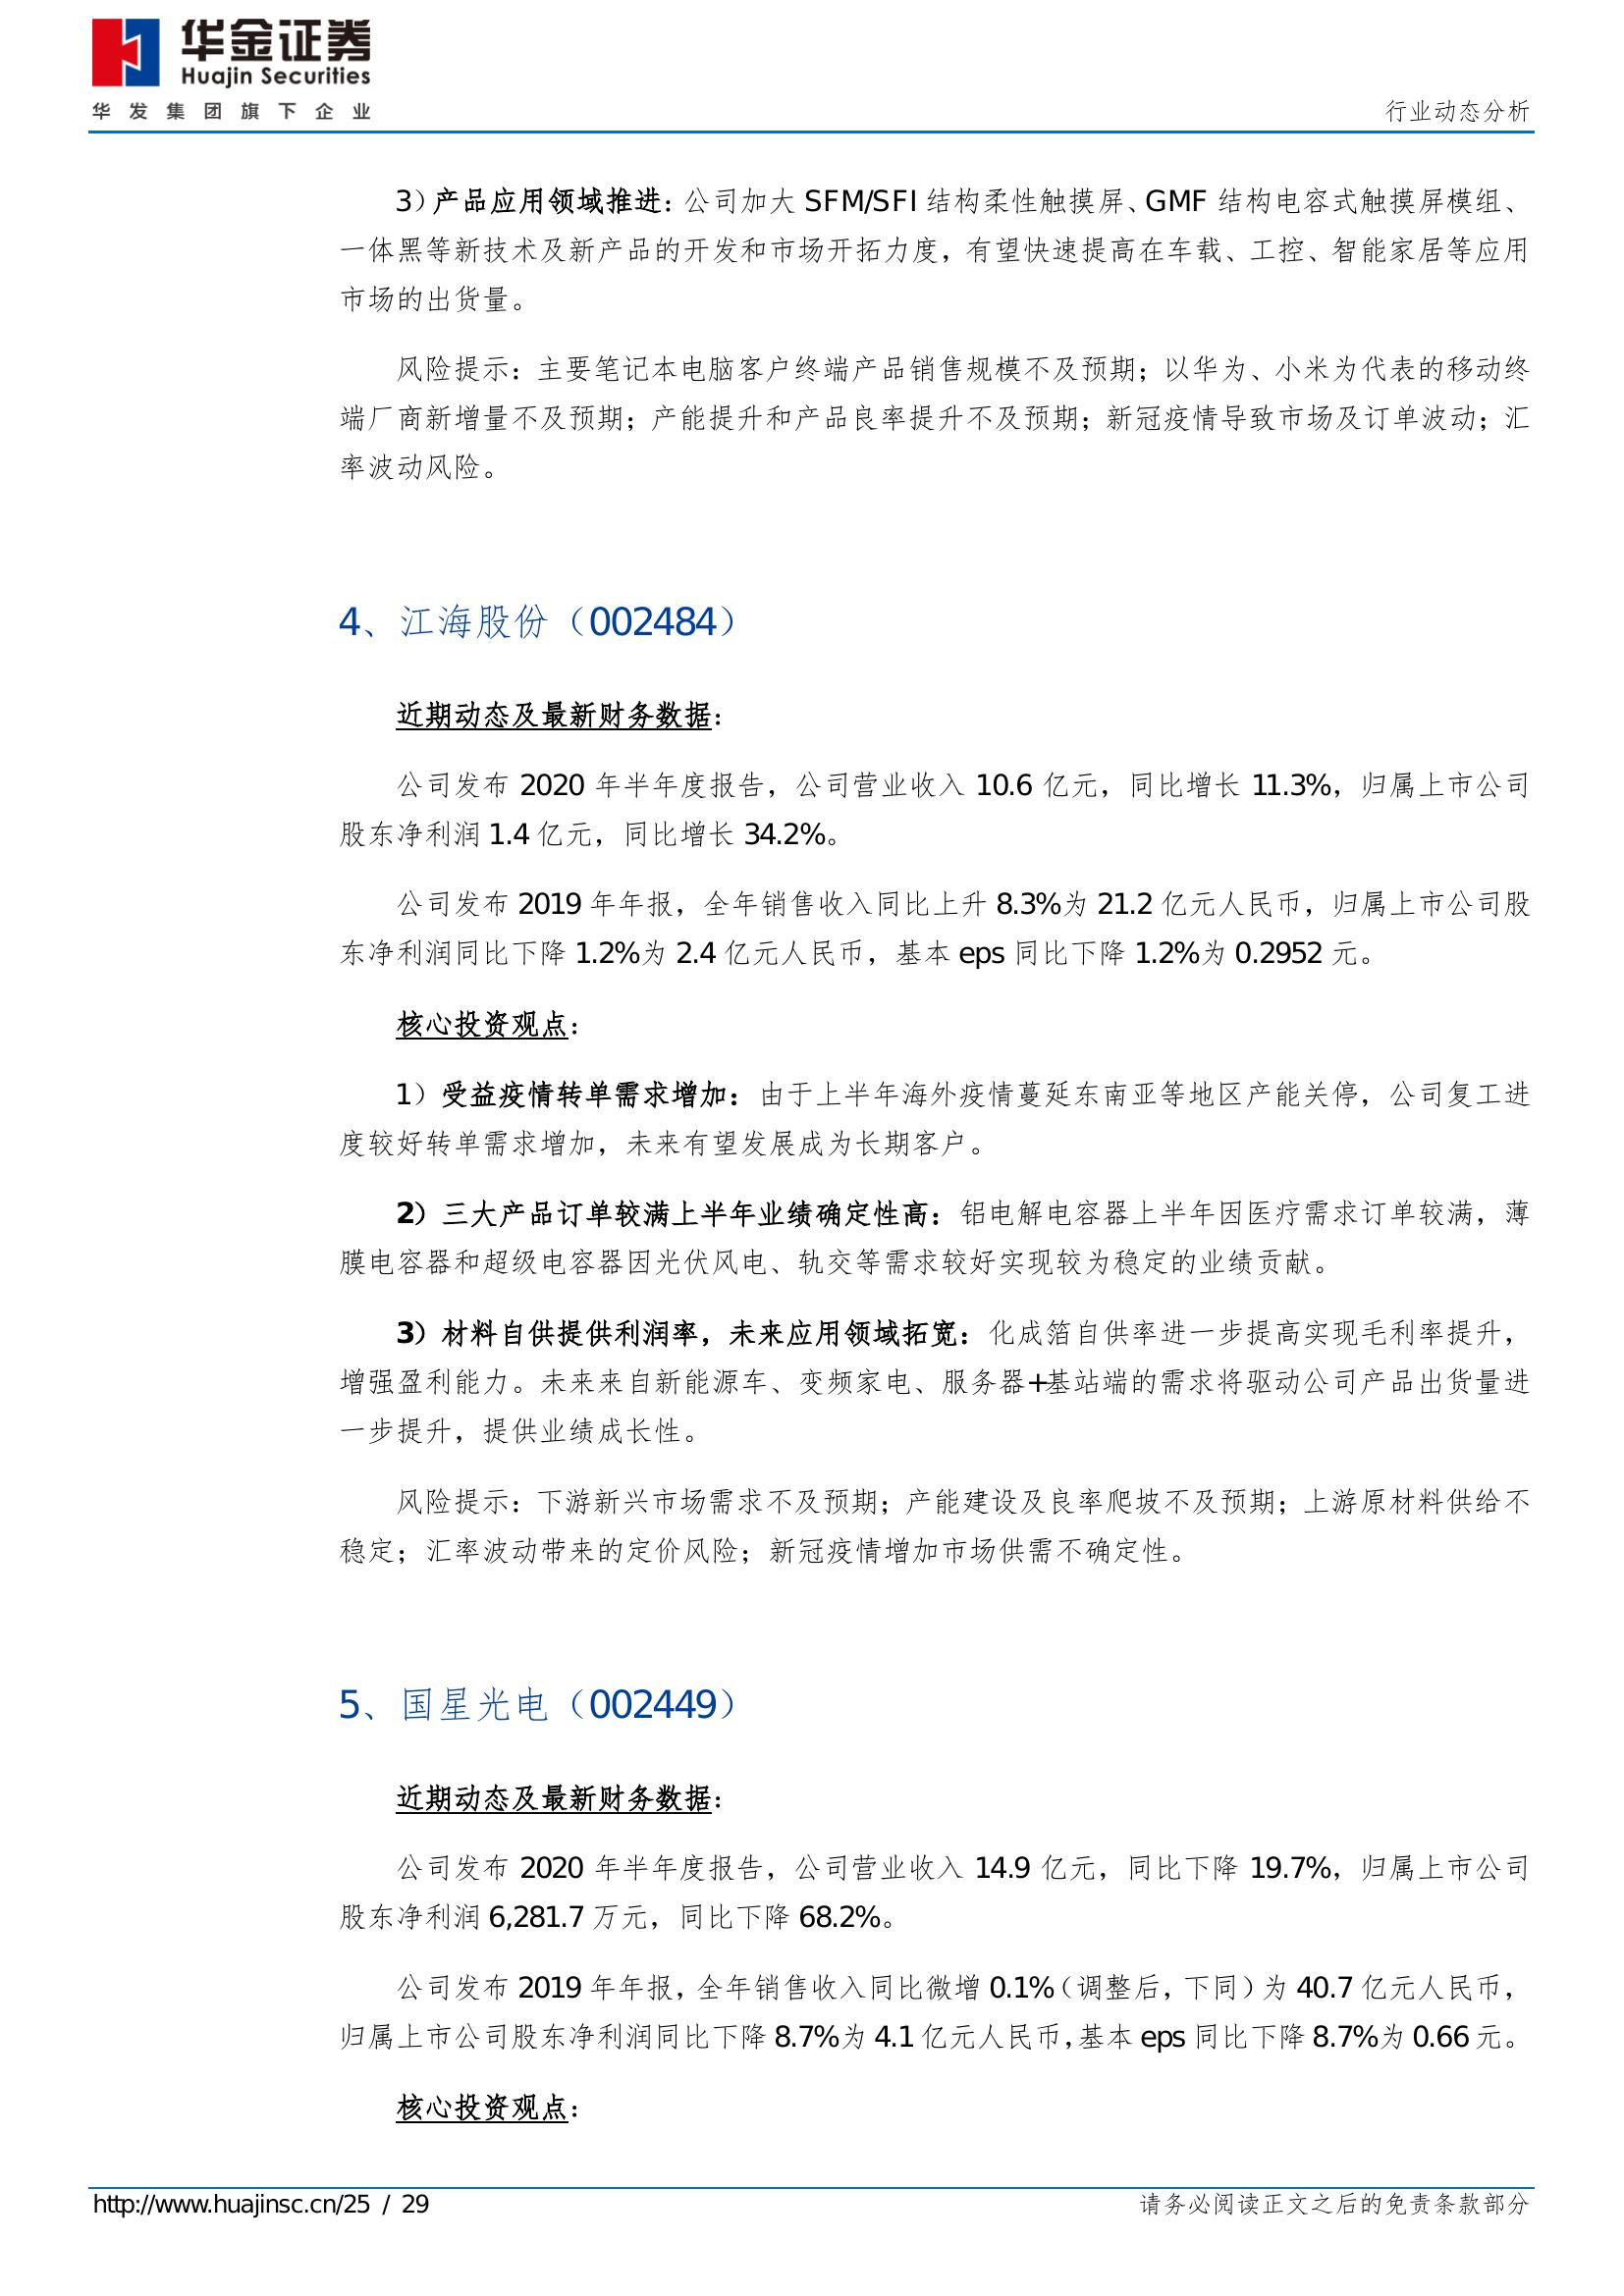 华金证券
Huajin Securities
华发集团旗下企业
行业动态分析
3）产品应用领域推进：公司加大 SFM/SFI 结构柔性触摸屏、GMF 结构电容式触摸屏模组、
一体黑等新技术及新产品的开发和市场开拓力度，有望快速提高在车载、工控、智能家居等应用
市场的出货量。
风险提示：主要笔记本电脑客户终端产品销售规模不及预期；以华为、小米为代表的移动终
端厂商新增量不及预期；产能提升和产品良率提升不及预期；新冠疫情导致市场及订单波动；汇
率波动风险。
4、江海股份（002484）
近期动态及最新财务数据：
公司发布 2020 年半年度报告，公司营业收入 10.6 亿元，同比增长 11.3%，归属上市公司
股东净利润 1.4 亿元，同比增长 34.2%。
公司发布 2019 年年报，全年销售收入同比上升 8.3%为 21.2 亿元人民币，归属上市公司股
东净利润同比下降 1.2%为 2.4 亿元人民币，基本 eps 同比下降 1.2%为 0.2952 元。
核心投资观点：
1）受益疫情转单需求增加：由于上半年海外疫情蔓延东南亚等地区产能关停，公司复工进
度较好转单需求增加，未来有望发展成为长期客户。
2）三大产品订单较满上半年业绩确定性高：铝电解电容器上半年因医疗需求订单较满，薄
膜电容器和超级电容器因光伏风电、轨交等需求较好实现较为稳定的业绩贡献。
3）材料自供提供利润率，未来应用领域拓宽：化成箔自供率进一步提高实现毛利率提升，
增强盈利能力。未来来自新能源车、变频家电、服务器+基站端的需求将驱动公司产品出货量进
一步提升，提供业绩成长性。
风险提示：下游新兴市场需求不及预期；产能建设及良率爬坡不及预期；上游原材料供给不
稳定；汇率波动带来的定价风险；新冠疫情增加市场供需不确定性。
5、国星光电（002449）
近期动态及最新财务数据：
公司发布 2020 年半年度报告，公司营业收入 14.9 亿元，同比下降 19.7%，归属上市公司
股东净利润 6,281.7 万元，同比下降 68.2%。
公司发布 2019 年年报，全年销售收入同比微增 0.1%（调整后，下同）为 40.7 亿元人民币，
归属上市公司股东净利润同比下降 8.7%为 4.1 亿元人民币，基本 eps 同比下降 8.7%为 0.66 元。
核心投资观点：
http://www.huajinsc.cn/25 / 29
请务必阅读正文之后的免责条款部分